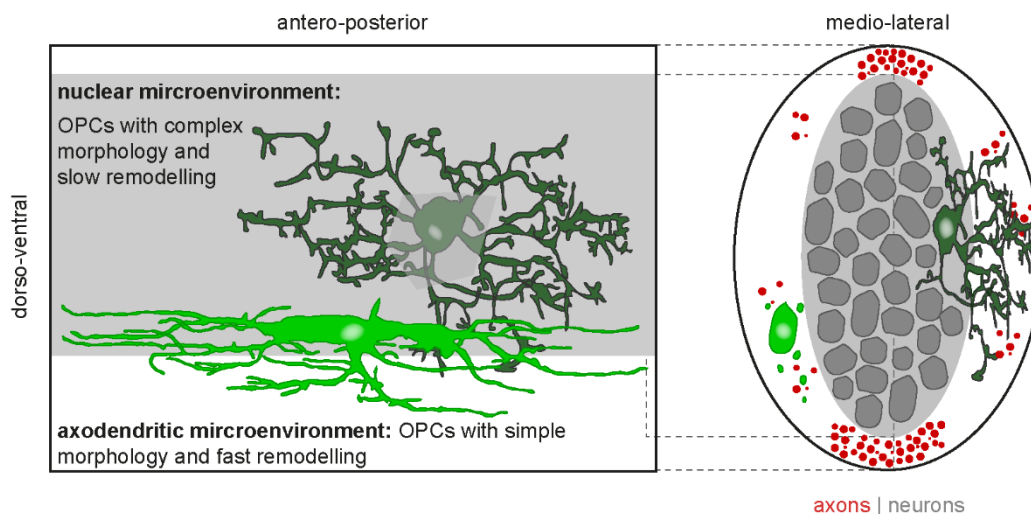 antero-posterior
medio-lateral
dorso-ventral
nuclear mircroenvironment:
OPCs with complex
morphology and
slow remodelling
axodendritic mircroenvironment: OPCs with simple
morphology and fast remodelling
axons | neurons